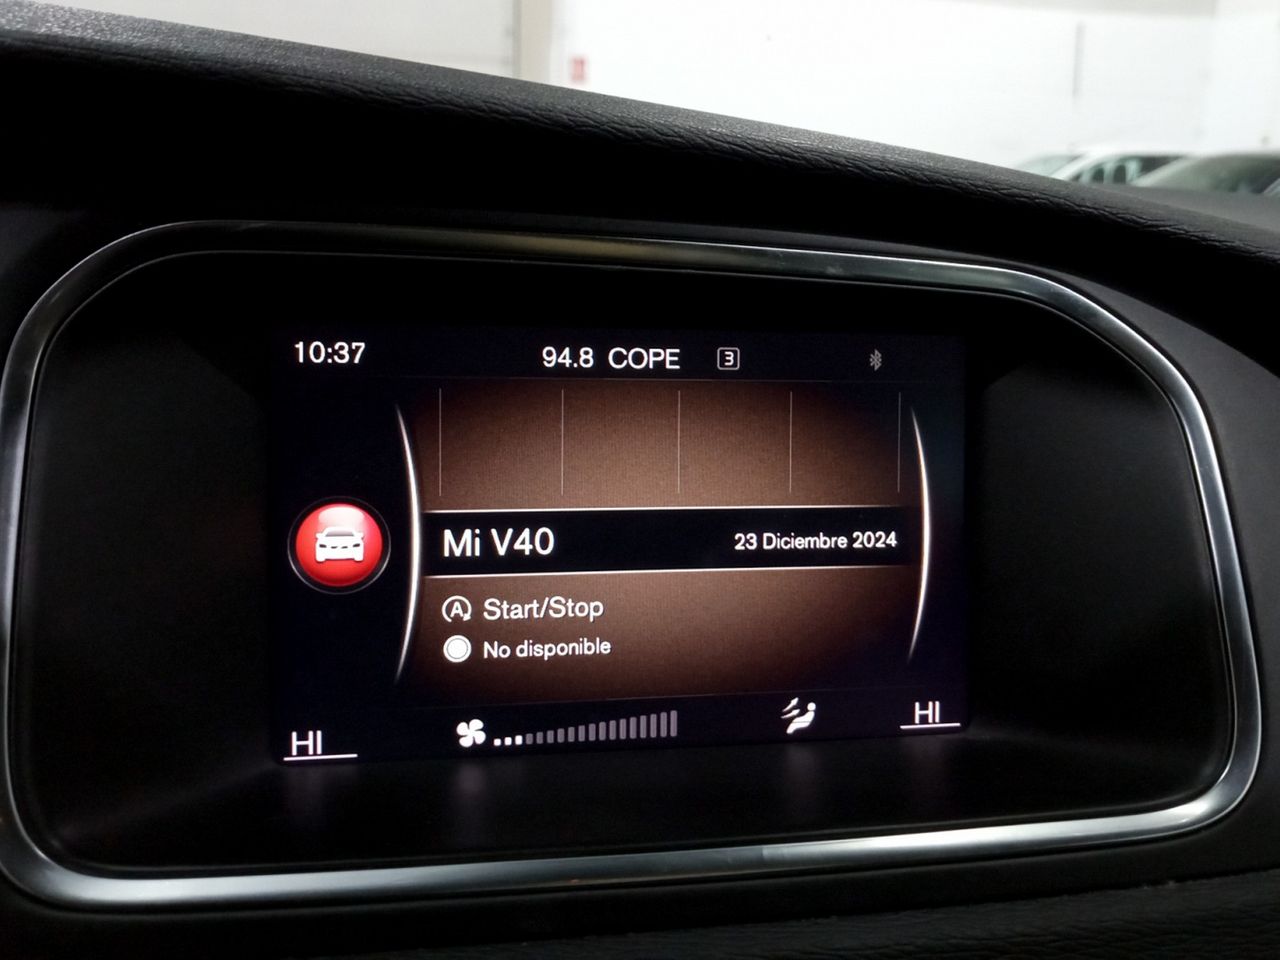 10:37 94.8 COPE 3
Mi V40 23 Diciembre 2024
A Start/Stop
No disponible
HI HI